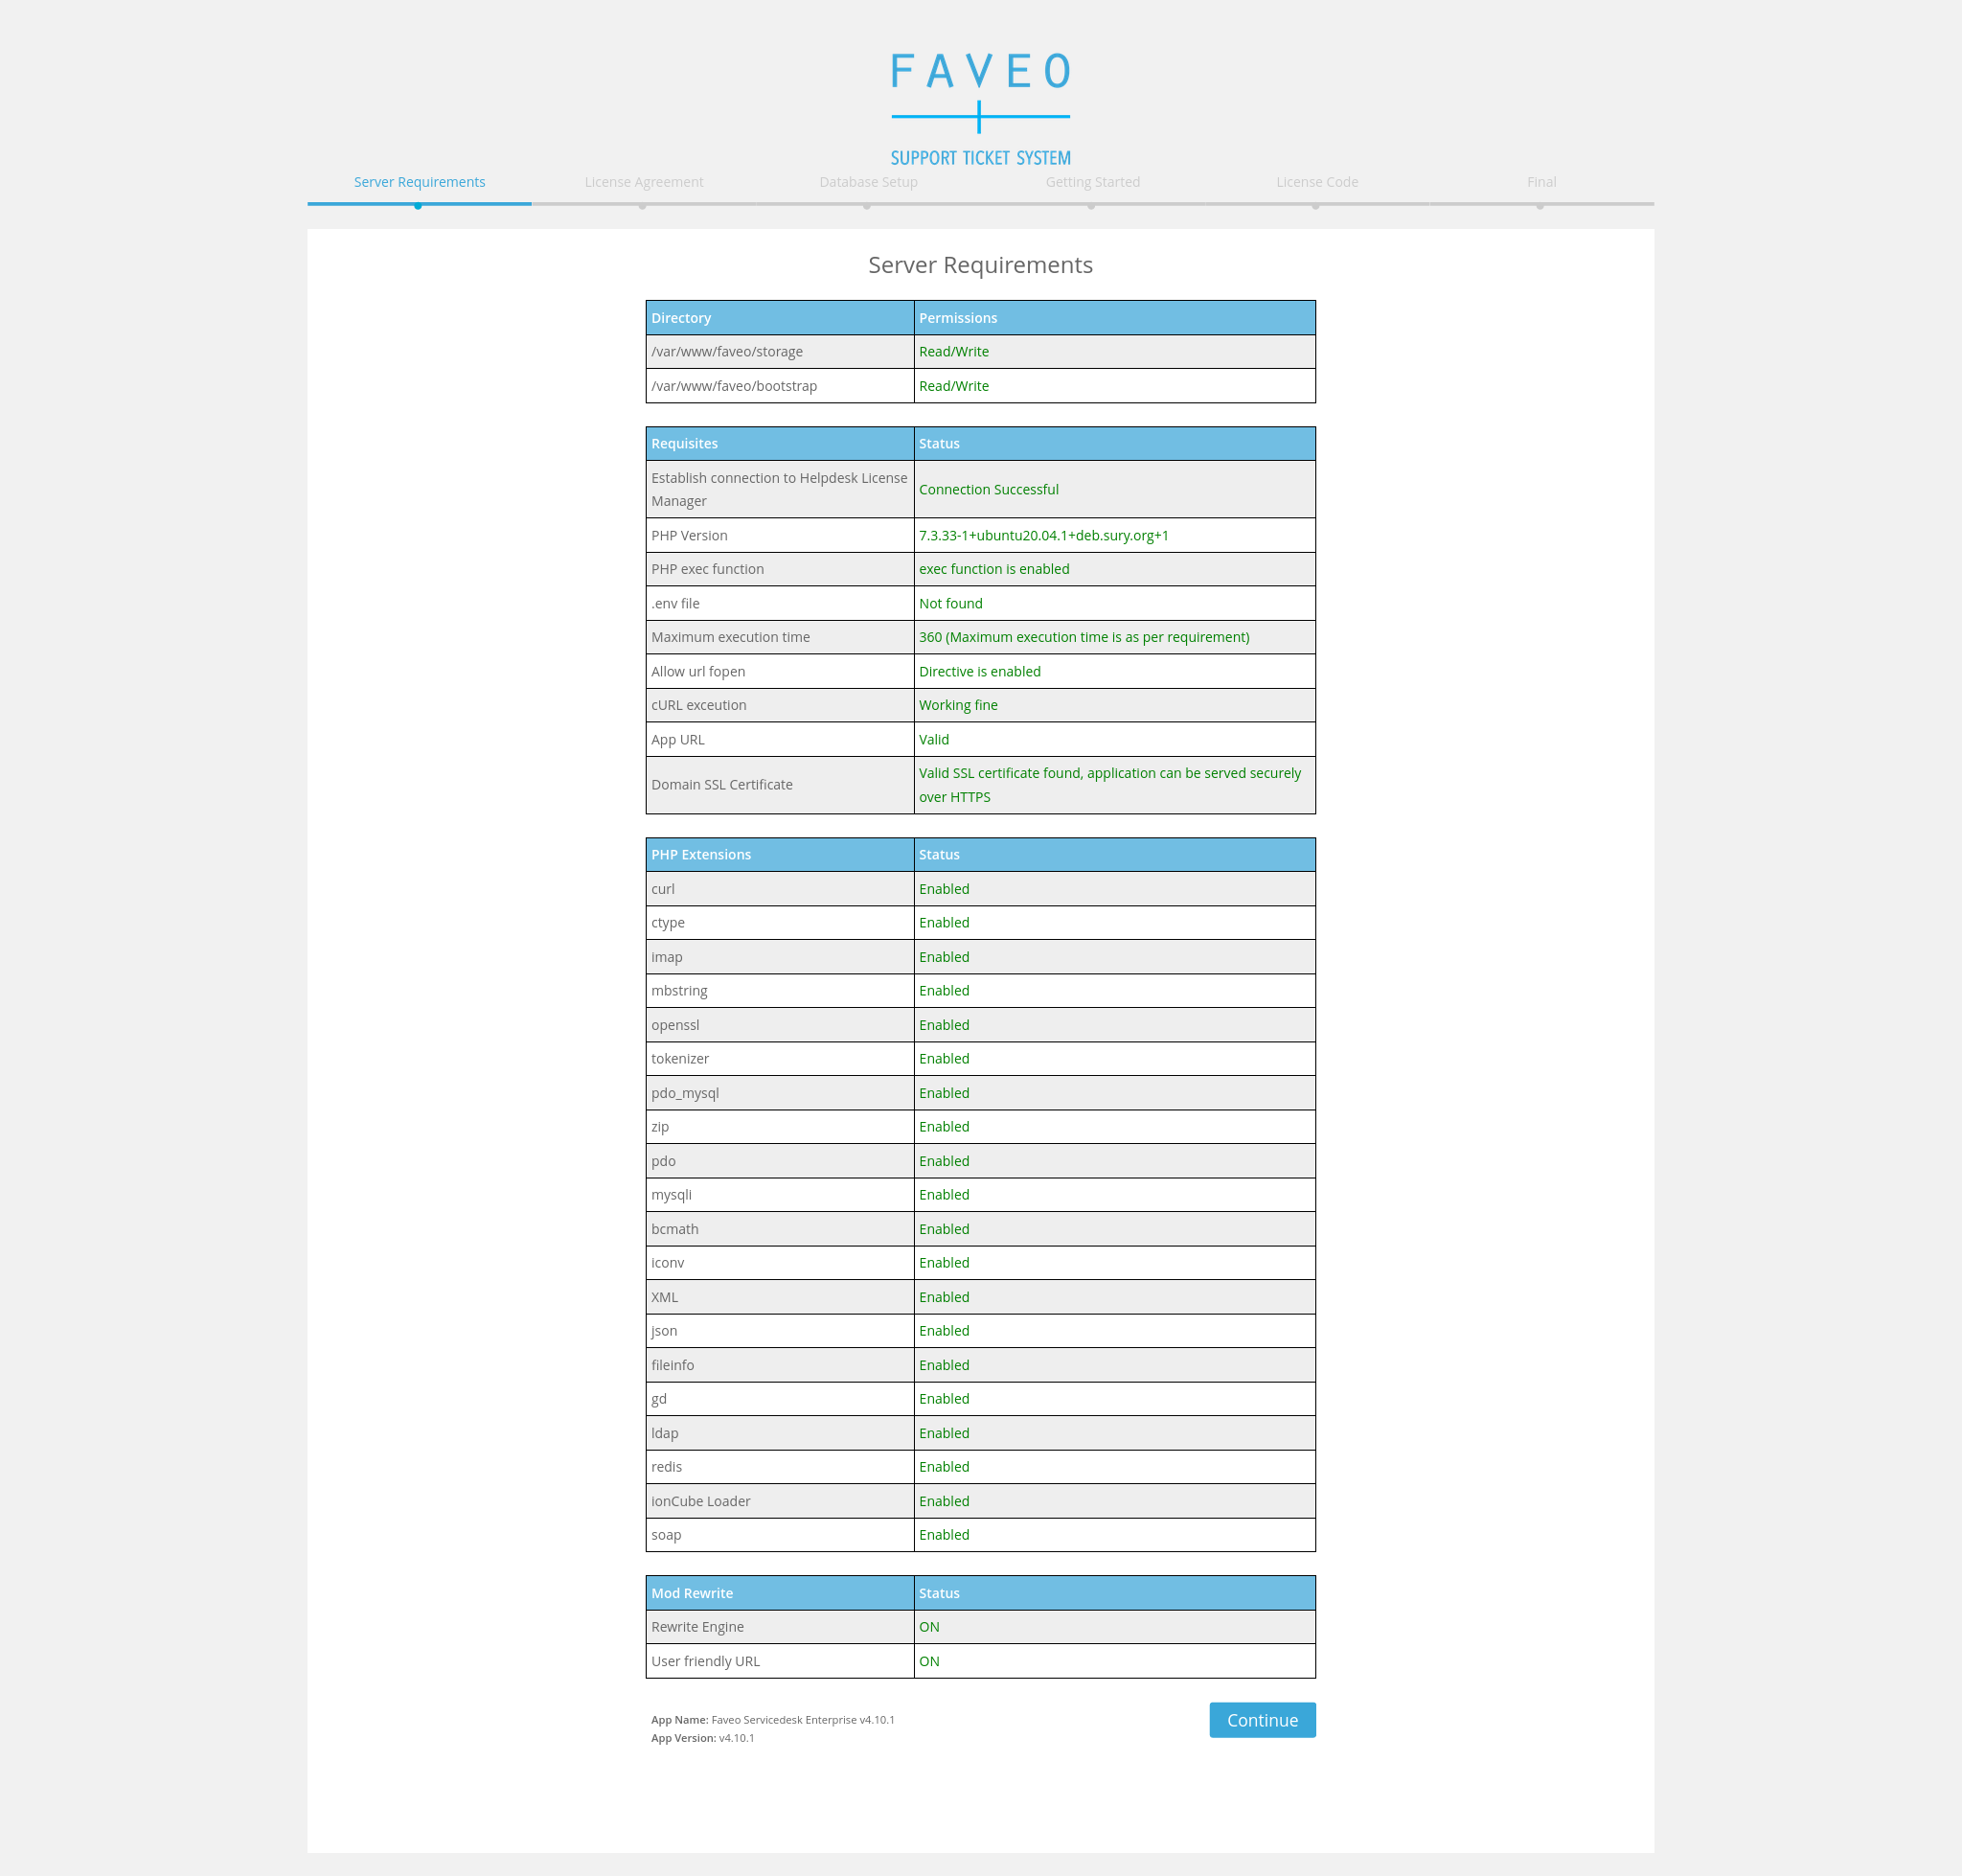 FAVEO
SUPPORT TICKET SYSTEM
Server Requirements License Agreement Database Setup Getting Started License Code Final
Server Requirements
Directory Permissions
/var/www/faveo/storage Read/Write
/var/www/faveo/bootstrap Read/Write
Requisites Status
Establish connection to Helpdesk License
Manager Connection Successful
PHP Version 7.3.33-1+ubuntu20.04.1+deb.sury.org+1
PHP exec function exec function is enabled
.env file Not found
Maximum execution time 360 (Maximum execution time is as per requirement)
Allow url fopen Directive is enabled
cURL exceution Working fine
App URL Valid
Domain SSL Certificate Valid SSL certificate found, application can be served securely
over HTTPS
PHP Extensions Status
curl Enabled
ctype Enabled
imap Enabled
mbstring Enabled
openssl Enabled
tokenizer Enabled
pdo_mysql Enabled
zip Enabled
pdo Enabled
mysqli Enabled
bcmath Enabled
iconv Enabled
XML Enabled
json Enabled
fileinfo Enabled
gd Enabled
ldap Enabled
redis Enabled
ionCube Loader Enabled
soap Enabled
Mod Rewrite Status
Rewrite Engine ON
User friendly URL ON
App Name: Faveo Servicedesk Enterprise v4.10.1
Continue
App Version: v4.10.1